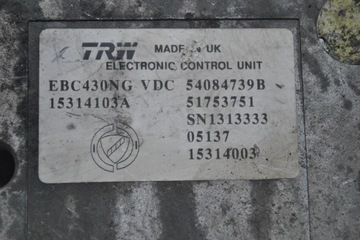 TRW MADE IN UK
ELECTRONIC CONTROL UNIT
EBC430NG VDC 54084739B
15314103A 51753751
SN1313333
05137
15314003